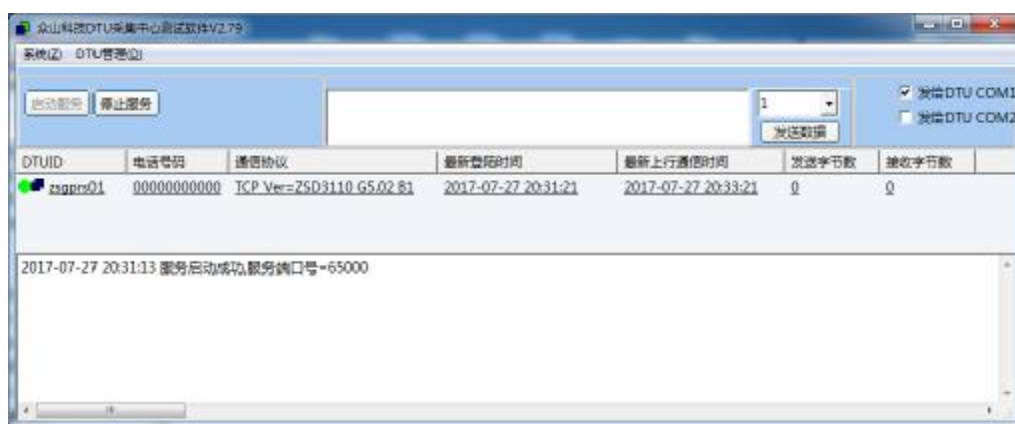 众山科技DTU采集中心测试软件V2.79
系统(Z) DTU管理(D)
启动服务 停止服务
1
发送数据
发给DTU COM1
发给DTU COM2
DTUID 电话号码 通信协议 最新登陆时间 最新上行通信时间 发送字节数 接收字节数
zsgprs01 00000000000 TCP Ver=ZSD3110 G5.02 B1 2017-07-27 20:31:21 2017-07-27 20:33:21 0 0
2017-07-27 20:31:13 服务启动成功,服务端口号=65000